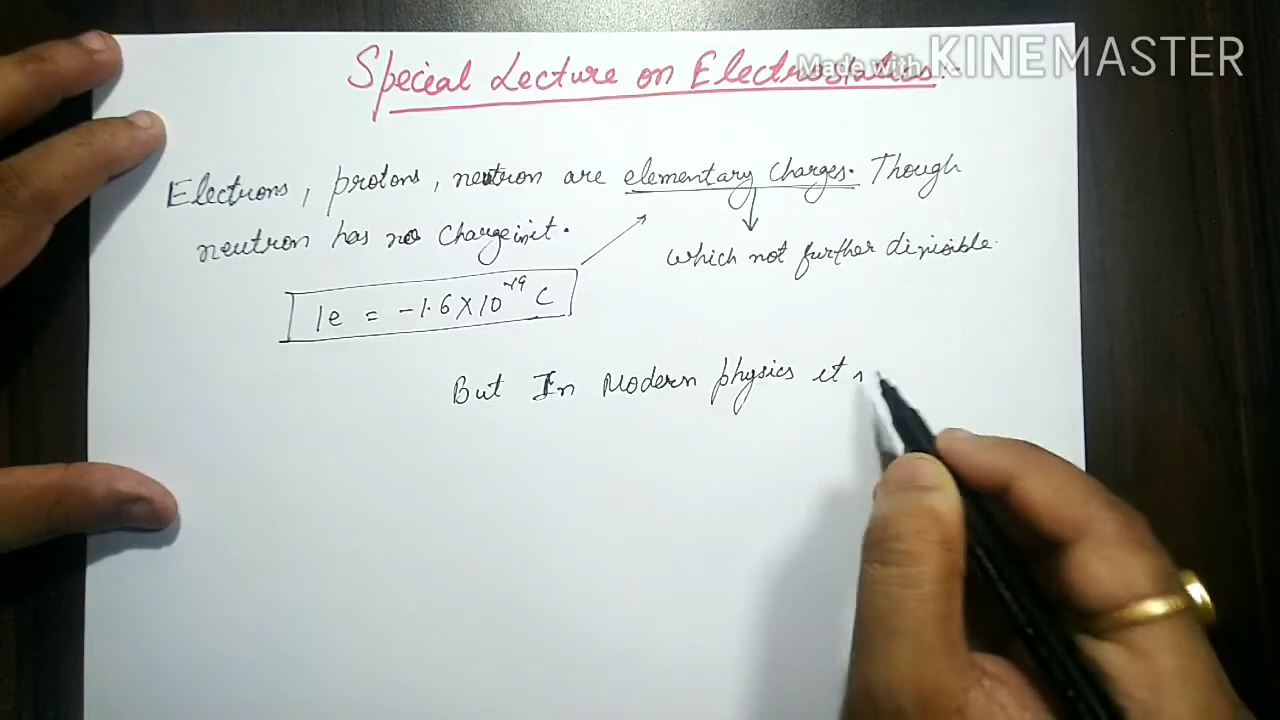 Special Lecture on Electrostatics:-
Made with KINEMASTER
Electrons, protons, neutron are elementary charges. Though
neutron has no charge in it.
which not further divisible.
1e = -1.6 X 10⁻¹⁹ C
But In Modern physics it